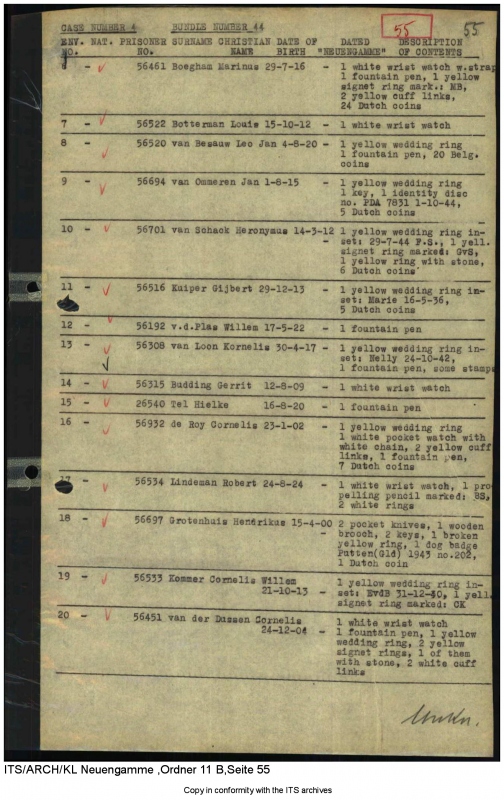 55 55
CASE NUMBER 4 BUNDLE NUMBER 44
ENV. NAT. PRISONER SURNAME CHRISTIAN DATE OF DATED DESCRIPTION
NO. NO. NAME BIRTH "NEUENGAMME" OF CONTENTS
- 56461 Boegham Marinus 29-7-16 - 1 white wrist watch w.strap
1 fountain pen, 1 yellow
signet ring mark.: MB,
2 yellow cuff links,
24 Dutch coins
7 - 56522 Botterman Louis 15-10-12 - 1 white wrist watch
8 - 56520 van Besauw Leo Jan 4-8-20 - 1 yellow wedding ring
1 fountain pen, 20 Belg.
coins
9 - 56694 van Ommeren Jan 1-8-15 - 1 yellow wedding ring
1 key, 1 identity disc
no. PDA 7831 1-10-44,
5 Dutch coins
10 - 56701 van Schack Heronymus 14-3-12 1 yellow wedding ring in-
- set: 29-7-44 F.S., 1 yell.
signet ring marked: GvS,
1 yellow ring with stone,
6 Dutch coins
11 - 56516 Kuiper Gijbert 29-12-13 - 1 yellow wedding ring in-
set: Marie 16-5-36,
5 Dutch coins
12 - 56192 v.d.Plas Willem 17-5-22 - 1 fountain pen
13 - 56308 van Loon Kornelis 30-4-17 - 1 yellow wedding ring in-
set: Nelly 24-10-42,
1 fountain pen, some stamps
14 - 56315 Budding Gerrit 12-8-09 - 1 white wrist watch
15 - 26540 Tel Hielke 16-8-20 - 1 fountain pen
16 - 56932 de Roy Cornelis 23-1-02 - 1 yellow wedding ring
1 white pocket watch with
white chain, 2 yellow cuff
links, 1 fountain pen,
7 Dutch coins
17 - 56534 Lindeman Robert 24-8-24 - 1 white wrist watch, 1 pro
pelling pencil marked: BS,
2 white rings
18 - 56697 Grotenhuis Hendrikus 15-4-00 2 pocket knives, 1 wooden
- brooch, 2 keys, 1 broken
yellow ring, 1 dog badge
Putten(Gld) 1943 no.202,
1 Dutch coin
19 - 56533 Kommer Cornelis Willem 1 yellow wedding ring in-
21-10-13 - set: EvdB 31-12-40, 1 yell.
signet ring marked: CK
20 - 56451 van der Dussen Cornelis 1 white wrist watch
24-12-04 - 1 fountain pen, 1 yellow
wedding ring, 2 yellow
signet rings, 1 of them
with stone, 2 white cuff
links
ITS/ARCH/KL Neuengamme ,Ordner 11 B,Seite 55
Copy in conformity with the ITS archives